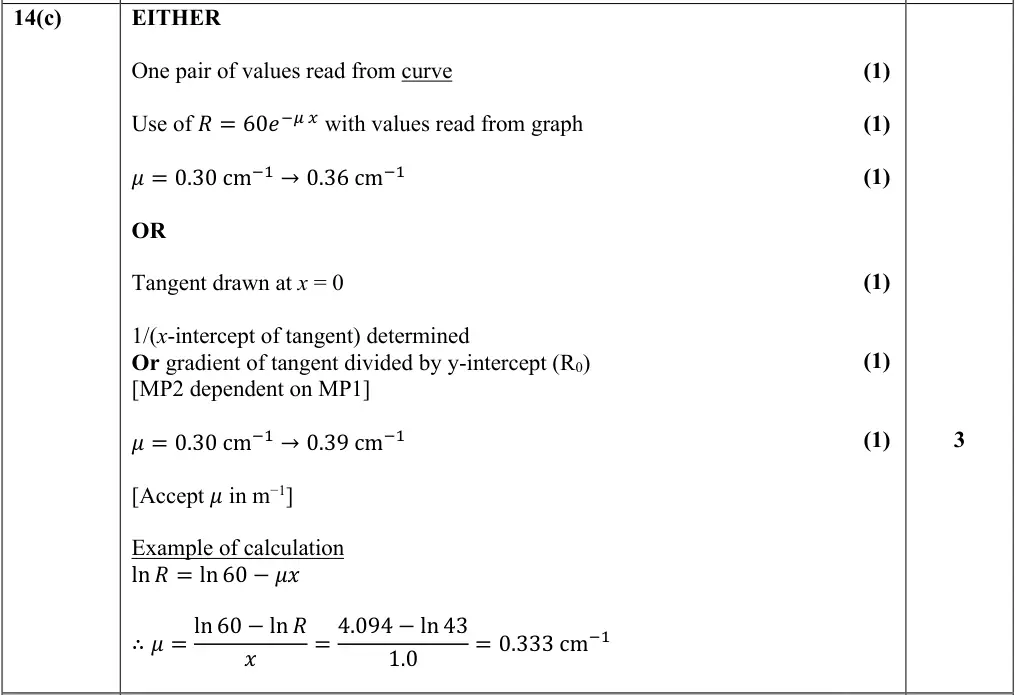 14(c) EITHER
One pair of values read from curve (1)
Use of R = 60e^{−μ x} with values read from graph (1)
μ = 0.30 cm⁻¹ → 0.36 cm⁻¹ (1)
OR
Tangent drawn at x = 0 (1)
1/(x-intercept of tangent) determined
Or gradient of tangent divided by y-intercept (R₀) (1)
[MP2 dependent on MP1]
μ = 0.30 cm⁻¹ → 0.39 cm⁻¹ (1) 3
[Accept μ in m⁻¹]
Example of calculation
ln R = ln 60 − μx
∴ μ = (ln 60 − ln R)/x = (4.094 − ln 43)/1.0 = 0.333 cm⁻¹